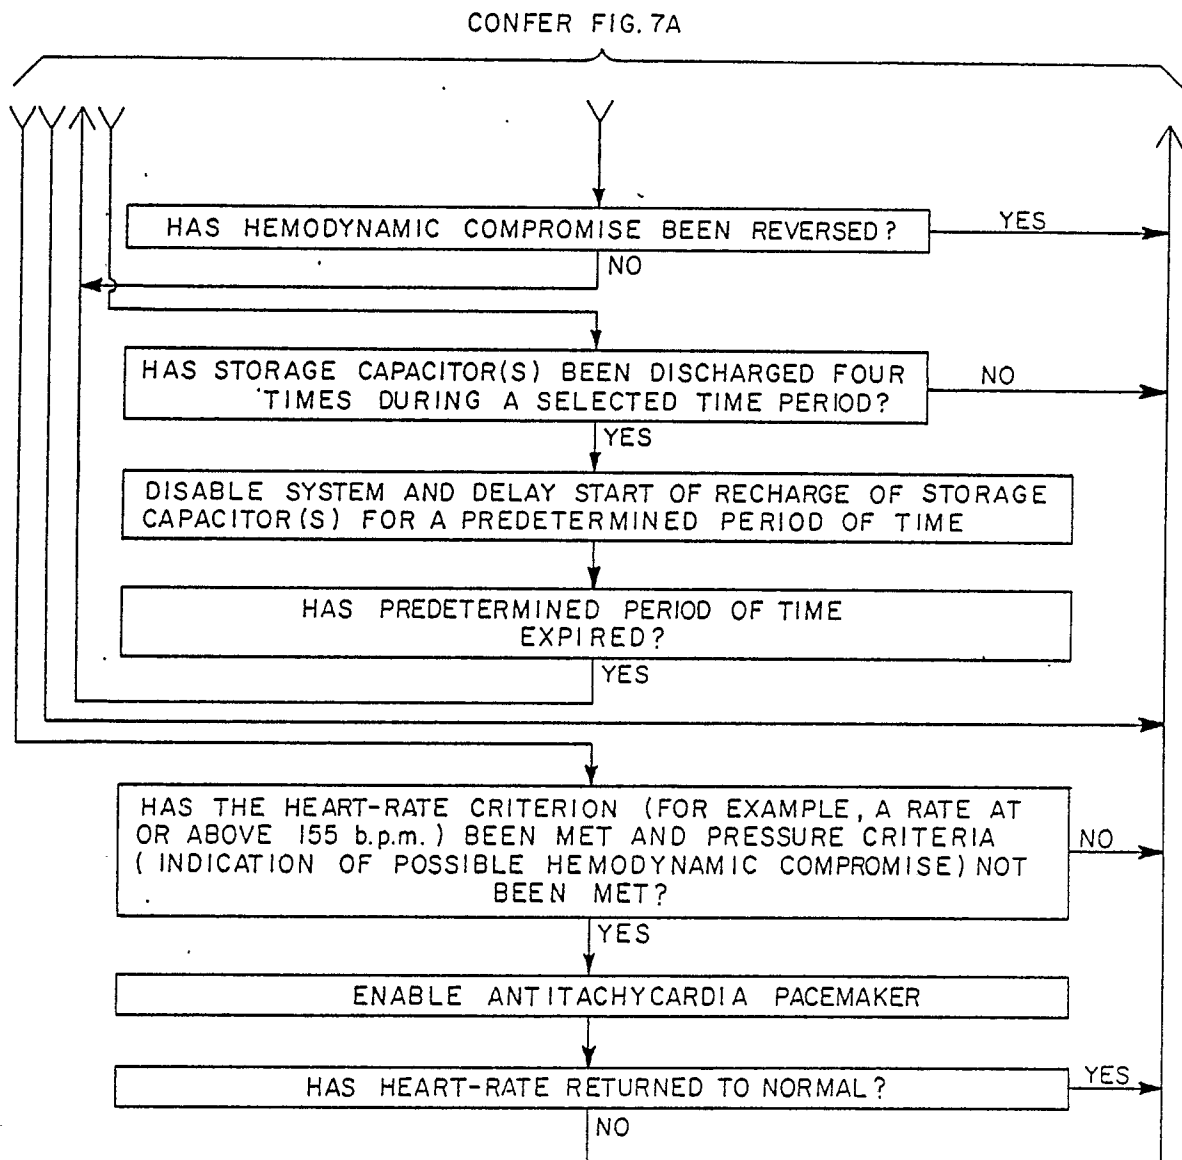 CONFER FIG. 7A
HAS HEMODYNAMIC COMPROMISE BEEN REVERSED?
YES
NO
HAS STORAGE CAPACITOR(S) BEEN DISCHARGED FOUR
TIMES DURING A SELECTED TIME PERIOD?
NO
YES
DISABLE SYSTEM AND DELAY START OF RECHARGE OF STORAGE
CAPACITOR(S) FOR A PREDETERMINED PERIOD OF TIME
HAS PREDETERMINED PERIOD OF TIME
EXPIRED?
YES
HAS THE HEART-RATE CRITERION (FOR EXAMPLE, A RATE AT
OR ABOVE 155 b.p.m.) BEEN MET AND PRESSURE CRITERIA
(INDICATION OF POSSIBLE HEMODYNAMIC COMPROMISE) NOT
BEEN MET?
NO
YES
ENABLE ANTITACHYCARDIA PACEMAKER
HAS HEART-RATE RETURNED TO NORMAL?
YES
NO